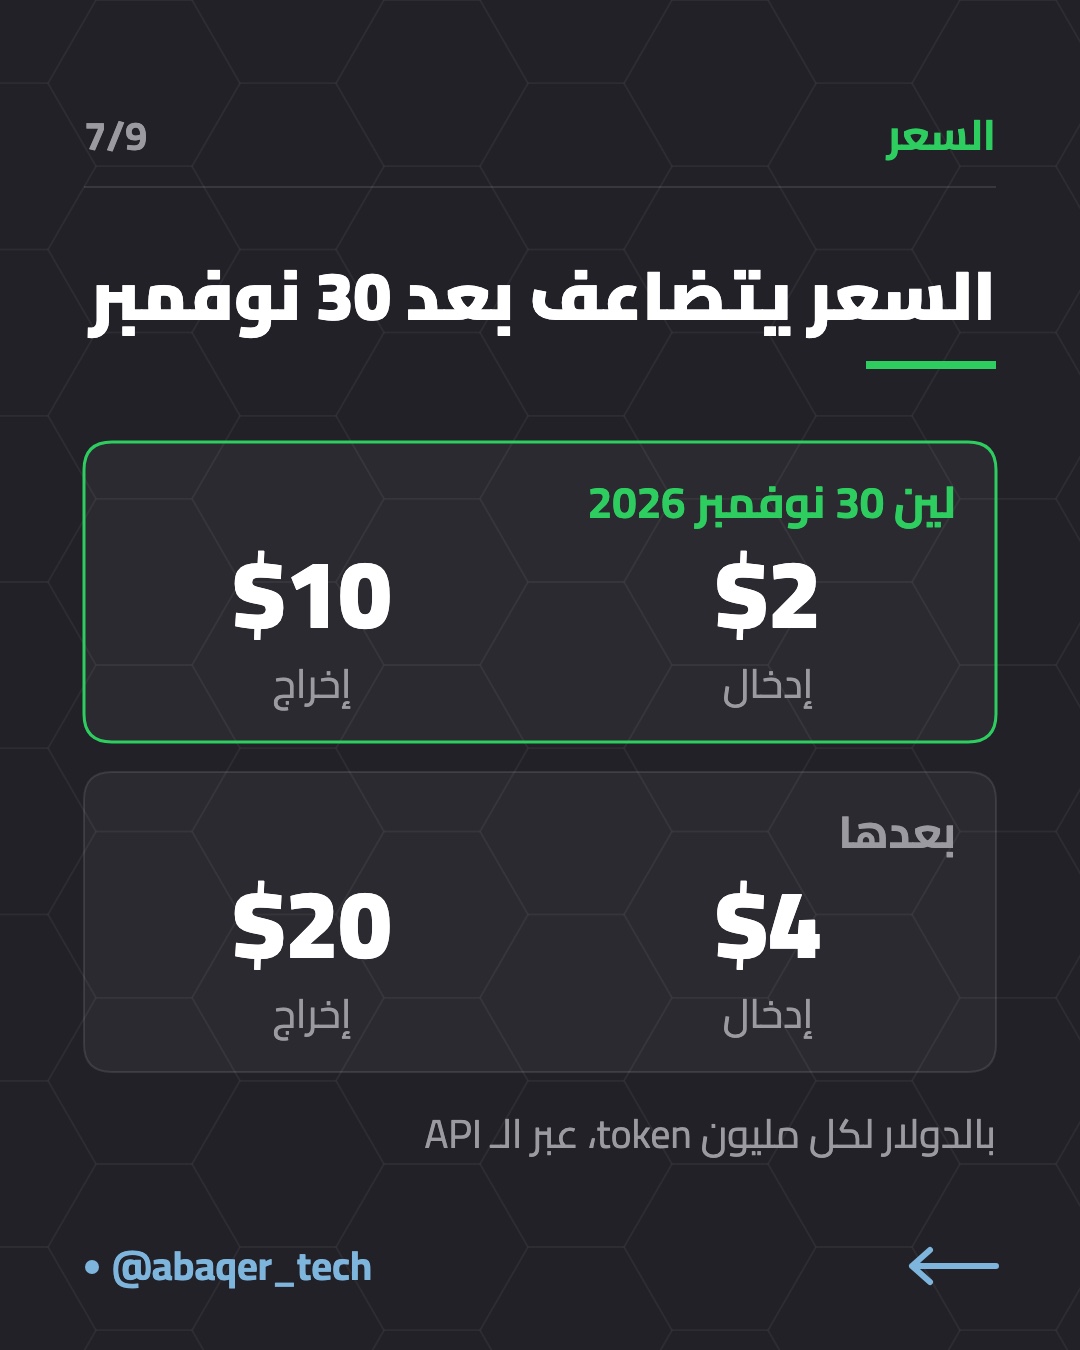 السعر
7/9
السعر يتضاعف بعد 30 نوفمبر
لين 30 نوفمبر 2026
$2
$10
إدخال
إخراج
بعدها
$4
$20
إدخال
إخراج
بالدولار لكل مليون token، عبر الـ API
• @abaqer_tech